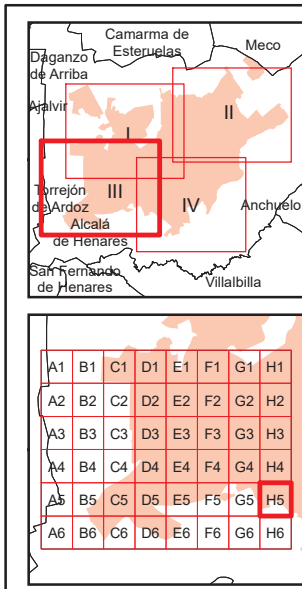 Camarma de
Esteruelas
Meco
Daganzo
de Arriba
Ajalvir
I
II
Torrejón
de Ardoz
III
IV
Anchuelo
Alcalá
de Henares
San Fernando
de Henares
Villalbilla
A1 B1 C1 D1 E1 F1 G1 H1
A2 B2 C2 D2 E2 F2 G2 H2
A3 B3 C3 D3 E3 F3 G3 H3
A4 B4 C4 D4 E4 F4 G4 H4
A5 B5 C5 D5 E5 F5 G5 H5
A6 B6 C6 D6 E6 F6 G6 H6